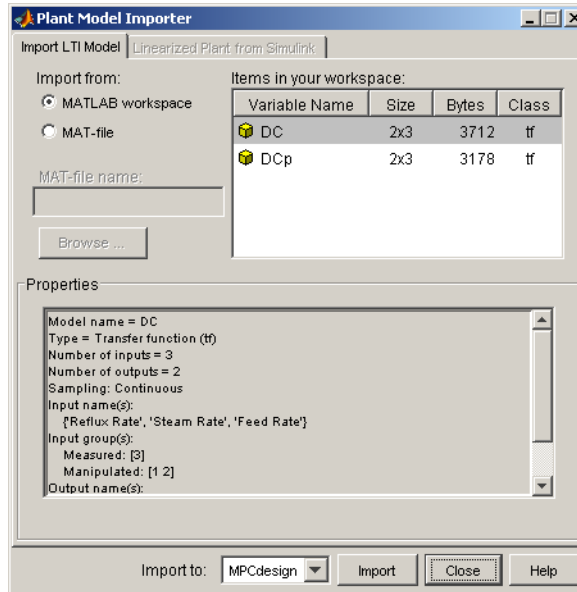 Plant Model Importer
Import LTI Model Linearized Plant from Simulink
Import from:
MATLAB workspace
MAT-file
MAT-file name:
Browse ...
Items in your workspace:
Variable Name Size Bytes Class
DC 2x3 3712 tf
DCp 2x3 3178 tf
Properties
Model name = DC
Type = Transfer function (tf)
Number of inputs = 3
Number of outputs = 2
Sampling: Continuous
Input name(s):
{'Reflux Rate', 'Steam Rate', 'Feed Rate'}
Input group(s):
Measured: [3]
Manipulated: [1 2]
Output name(s):
Import to: MPCdesign Import Close Help